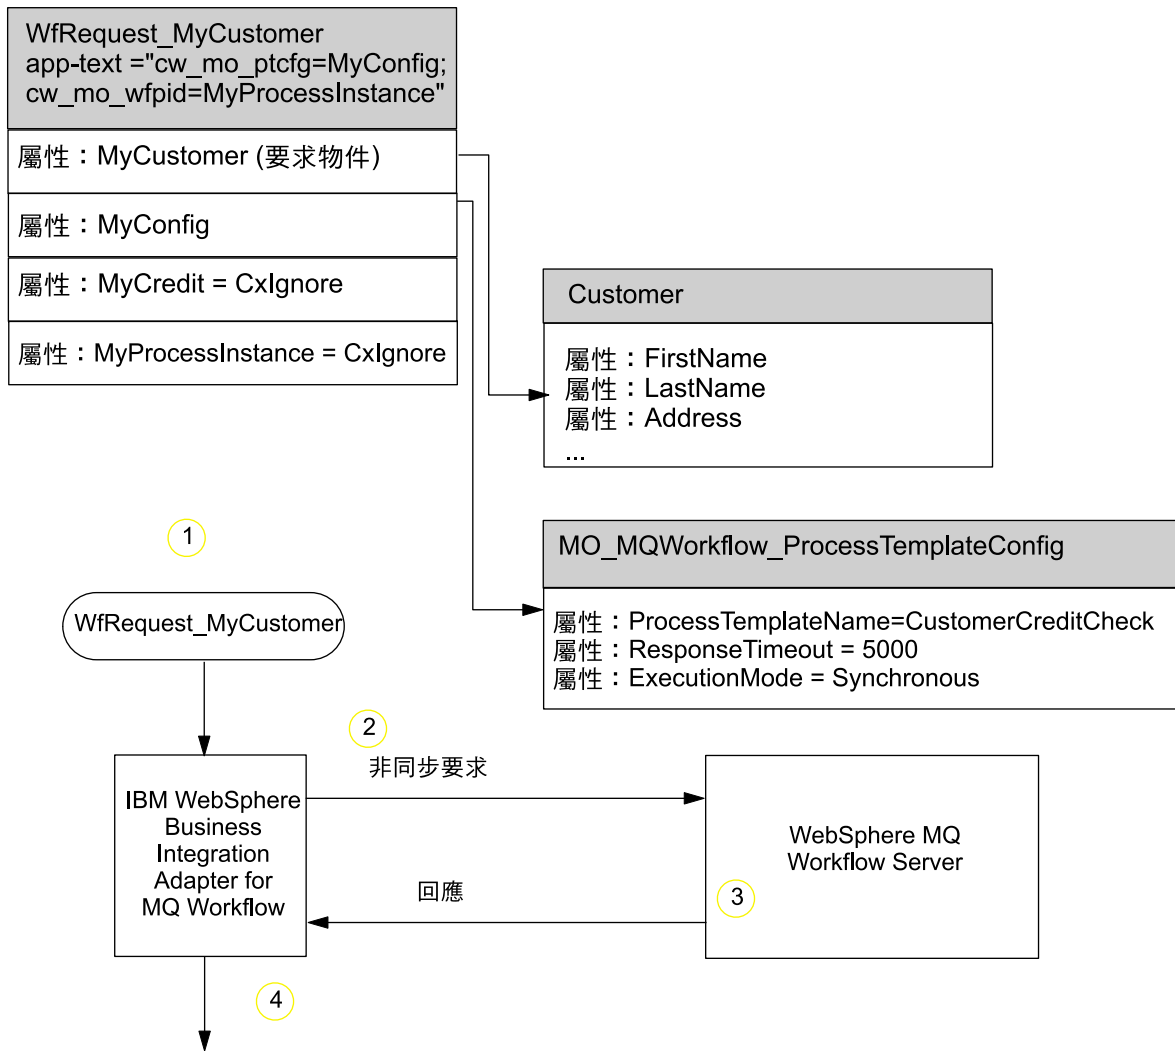 WfRequest_MyCustomer
app-text ="cw_mo_ptcfg=MyConfig;
cw_mo_wfpid=MyProcessInstance"
屬性：MyCustomer (要求物件)
屬性：MyConfig
屬性：MyCredit = CxIgnore
屬性：MyProcessInstance = CxIgnore
Customer
屬性：FirstName
屬性：LastName
屬性：Address
...
MO_MQWorkflow_ProcessTemplateConfig
屬性：ProcessTemplateName=CustomerCreditCheck
屬性：ResponseTimeout = 5000
屬性：ExecutionMode = Synchronous
1
WfRequest_MyCustomer
2
非同步要求
IBM WebSphere
Business
Integration
Adapter for
MQ Workflow
WebSphere MQ
Workflow Server
回應
3
4